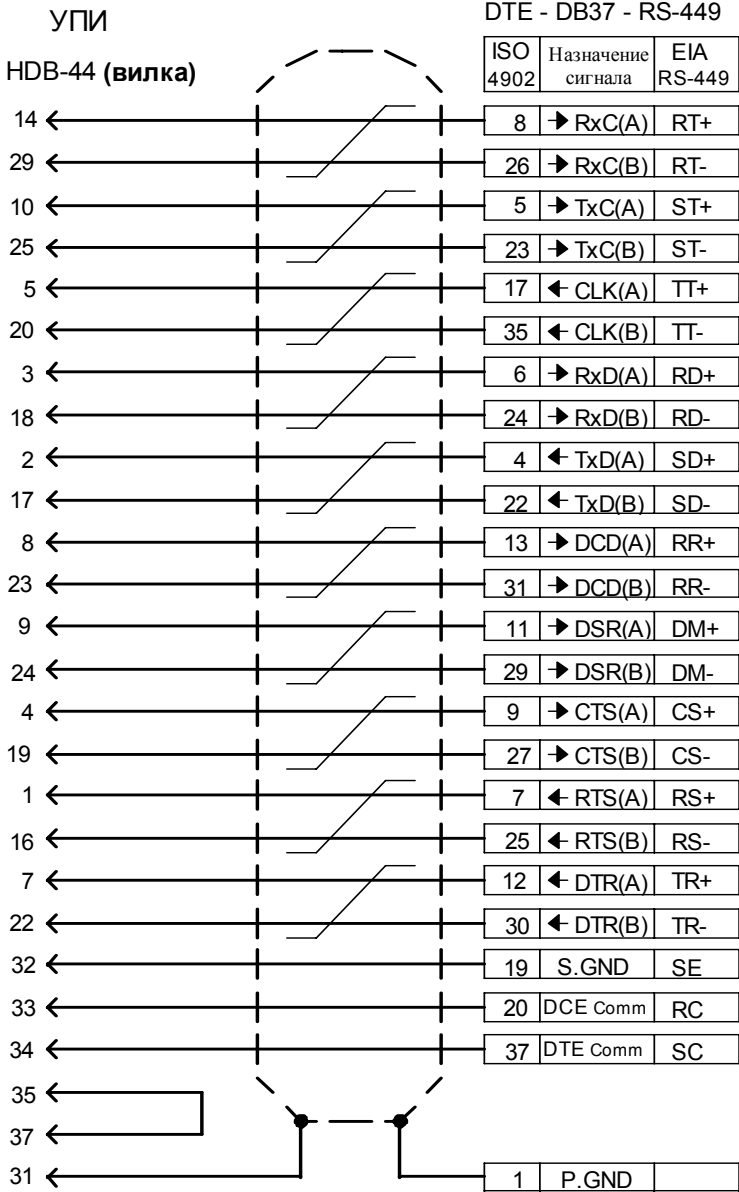 УПИ
DTE - DB37 - RS-449
HDB-44 (вилка)
ISO 4902 Назначение сигнала EIA RS-449
14 8 RxC(A) RT+
29 26 RxC(B) RT-
10 5 TxC(A) ST+
25 23 TxC(B) ST-
5 17 CLK(A) TT+
20 35 CLK(B) TT-
3 6 RxD(A) RD+
18 24 RxD(B) RD-
2 4 TxD(A) SD+
17 22 TxD(B) SD-
8 13 DCD(A) RR+
23 31 DCD(B) RR-
9 11 DSR(A) DM+
24 29 DSR(B) DM-
4 9 CTS(A) CS+
19 27 CTS(B) CS-
1 7 RTS(A) RS+
16 25 RTS(B) RS-
7 12 DTR(A) TR+
22 30 DTR(B) TR-
32 19 S.GND SE
33 20 DCE Comm RC
34 37 DTE Comm SC
35
37
31 1 P.GND